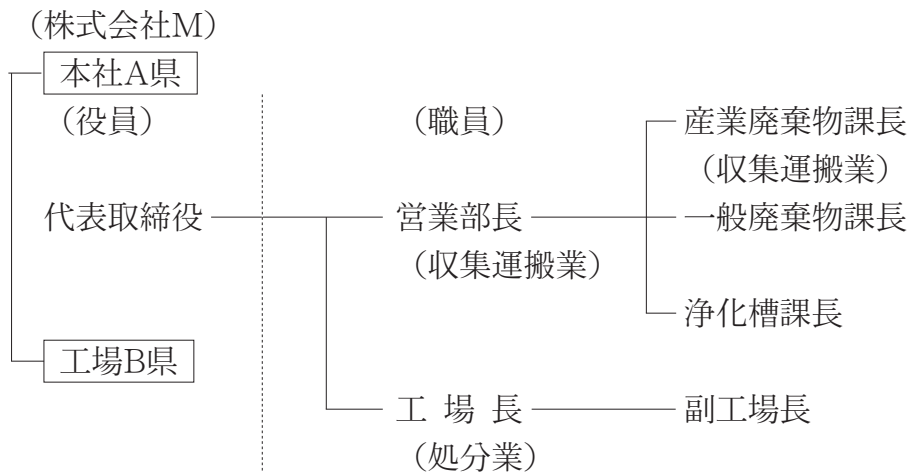 （株式会社M）
本社A県
（役員）
（職員）
産業廃棄物課長
（収集運搬業）
代表取締役
営業部長
一般廃棄物課長
（収集運搬業）
浄化槽課長
工場B県
工 場 長
副工場長
（処分業）